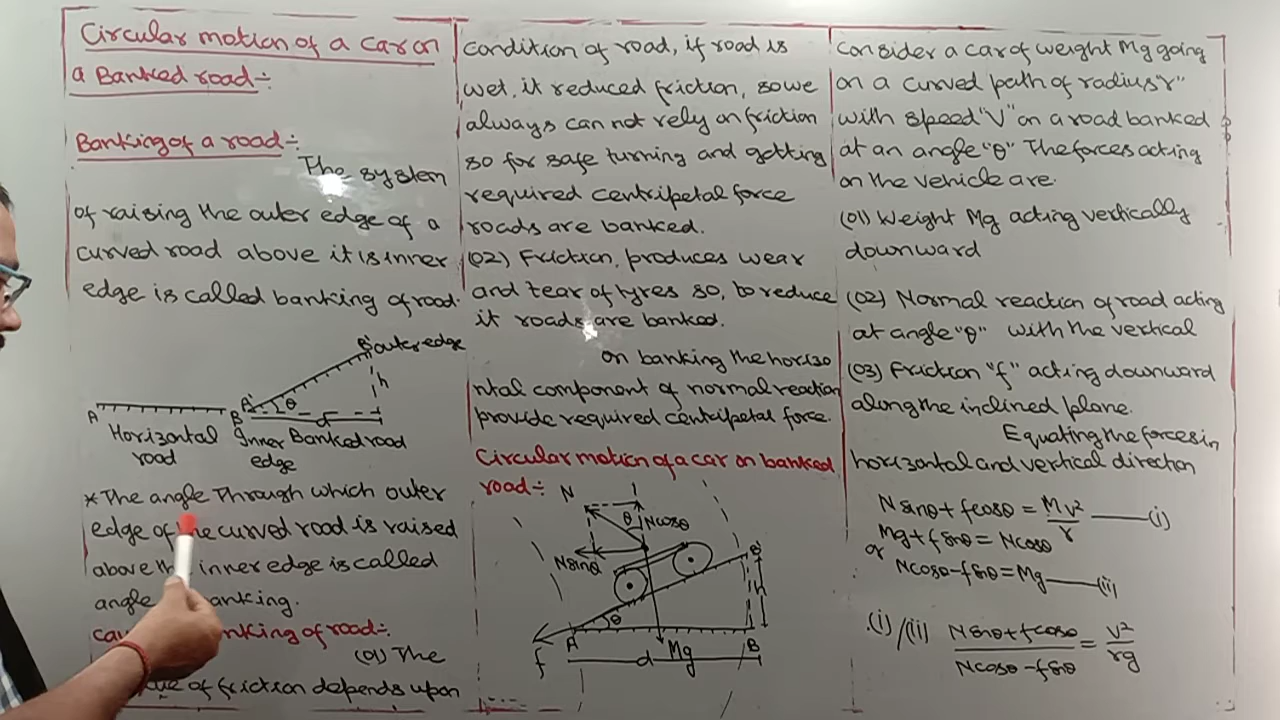 Circular motion of a car on
a Banked road:-
Banking of a road:-
The system
of raising the outer edge of a
curved road above it is inner
edge is called banking of road.
B' outer edge
h
A' θ
A B d
Horizontal road
Inner edge
Banked road
*The angle Through which outer
edge of the curved road is raised
above inner edge is called
angle banking.
nking of road:-
(01) The
of friction depends upon
condition of road, if road is
wet, it reduced friction, so we
always can not rely on friction
so for safe turning and getting
required centripetal force
roads are banked.
(02) Friction, produces wear
and tear of tyres so, to reduce
it roads are banked.
on banking the horizo
ntal component of normal reaction
provide required centripetal force
Circular motion of a car on banked
road:-
N
θ Ncosθ
Nsinθ
B'
h
θ
f A Mg B
d
Consider a car of weight Mg going
on a curved path of radius "r"
with speed "V" on a road banked
at an angle "θ" The forces acting
on the vehicle are.
(01) Weight Mg acting vertically
downward
(02) Normal reaction of road acting
at angle "θ" with the vertical
(03) Friction "f" acting downward
along the inclined plane.
Equating the forces in
horizontal and vertical direction
Nsinθ + fcosθ = Mv²/r —— (i)
Mg + fsinθ = Ncosθ
or
Ncosθ - fsinθ = Mg —— (ii)
(i)/(ii) Nsinθ + fcosθ / Ncosθ - fsinθ = V²/rg